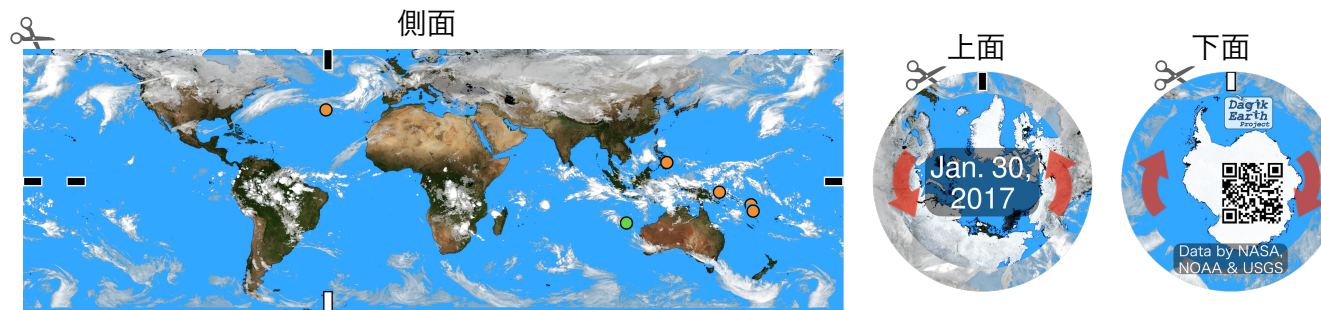 側面
上面
Jan. 30,
2017
下面
Dagik
Earth
Project
Data by NASA,
NOAA & USGS